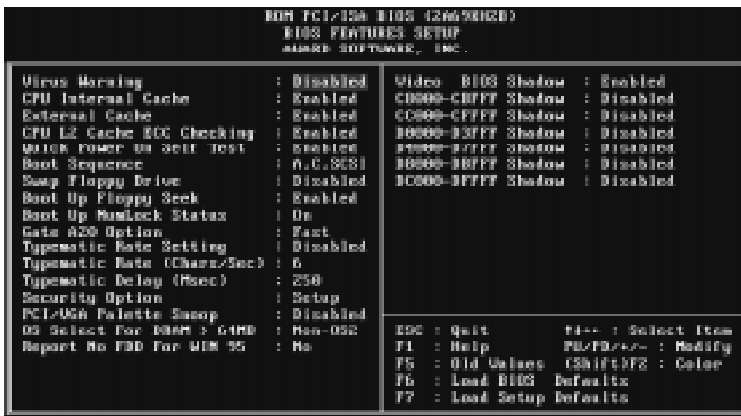 ROM PCI/ISA BIOS (2A69KHZB)
BIOS FEATURES SETUP
AWARD SOFTWARE, INC.
Virus Warning : Disabled
CPU Internal Cache : Enabled
External Cache : Enabled
CPU L2 Cache ECC Checking : Enabled
Quick Power On Self Test : Enabled
Boot Sequence : A,C,SCSI
Swap Floppy Drive : Disabled
Boot Up Floppy Seek : Enabled
Boot Up NumLock Status : On
Gate A20 Option : Fast
Typematic Rate Setting : Disabled
Typematic Rate (Chars/Sec) : 6
Typematic Delay (Msec) : 250
Security Option : Setup
PCI/VGA Palette Snoop : Disabled
OS Select For DRAM > 64MB : Non-OS2
Report No FDD For WIN 95 : No
Video BIOS Shadow : Enabled
C8000-CBFFF Shadow : Disabled
CC000-CFFFF Shadow : Disabled
D0000-D3FFF Shadow : Disabled
D4000-D7FFF Shadow : Disabled
D8000-DBFFF Shadow : Disabled
DC000-DFFFF Shadow : Disabled
ESC : Quit ↑↓→← : Select Item
F1 : Help PU/PD/+/- : Modify
F5 : Old Values (Shift)F2 : Color
F6 : Load BIOS Defaults
F7 : Load Setup Defaults